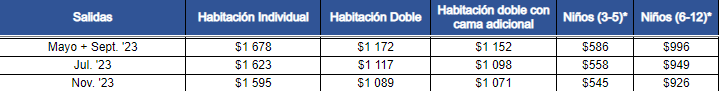 Salidas Habitación Individual Habitación Doble Habitación doble con cama adicional Niños (3-5)* Niños (6-12)*
Mayo + Sept. '23 $1 678 $1 172 $1 152 $586 $996
Jul. '23 $1 623 $1 117 $1 098 $558 $949
Nov. '23 $1 595 $1 089 $1 071 $545 $926